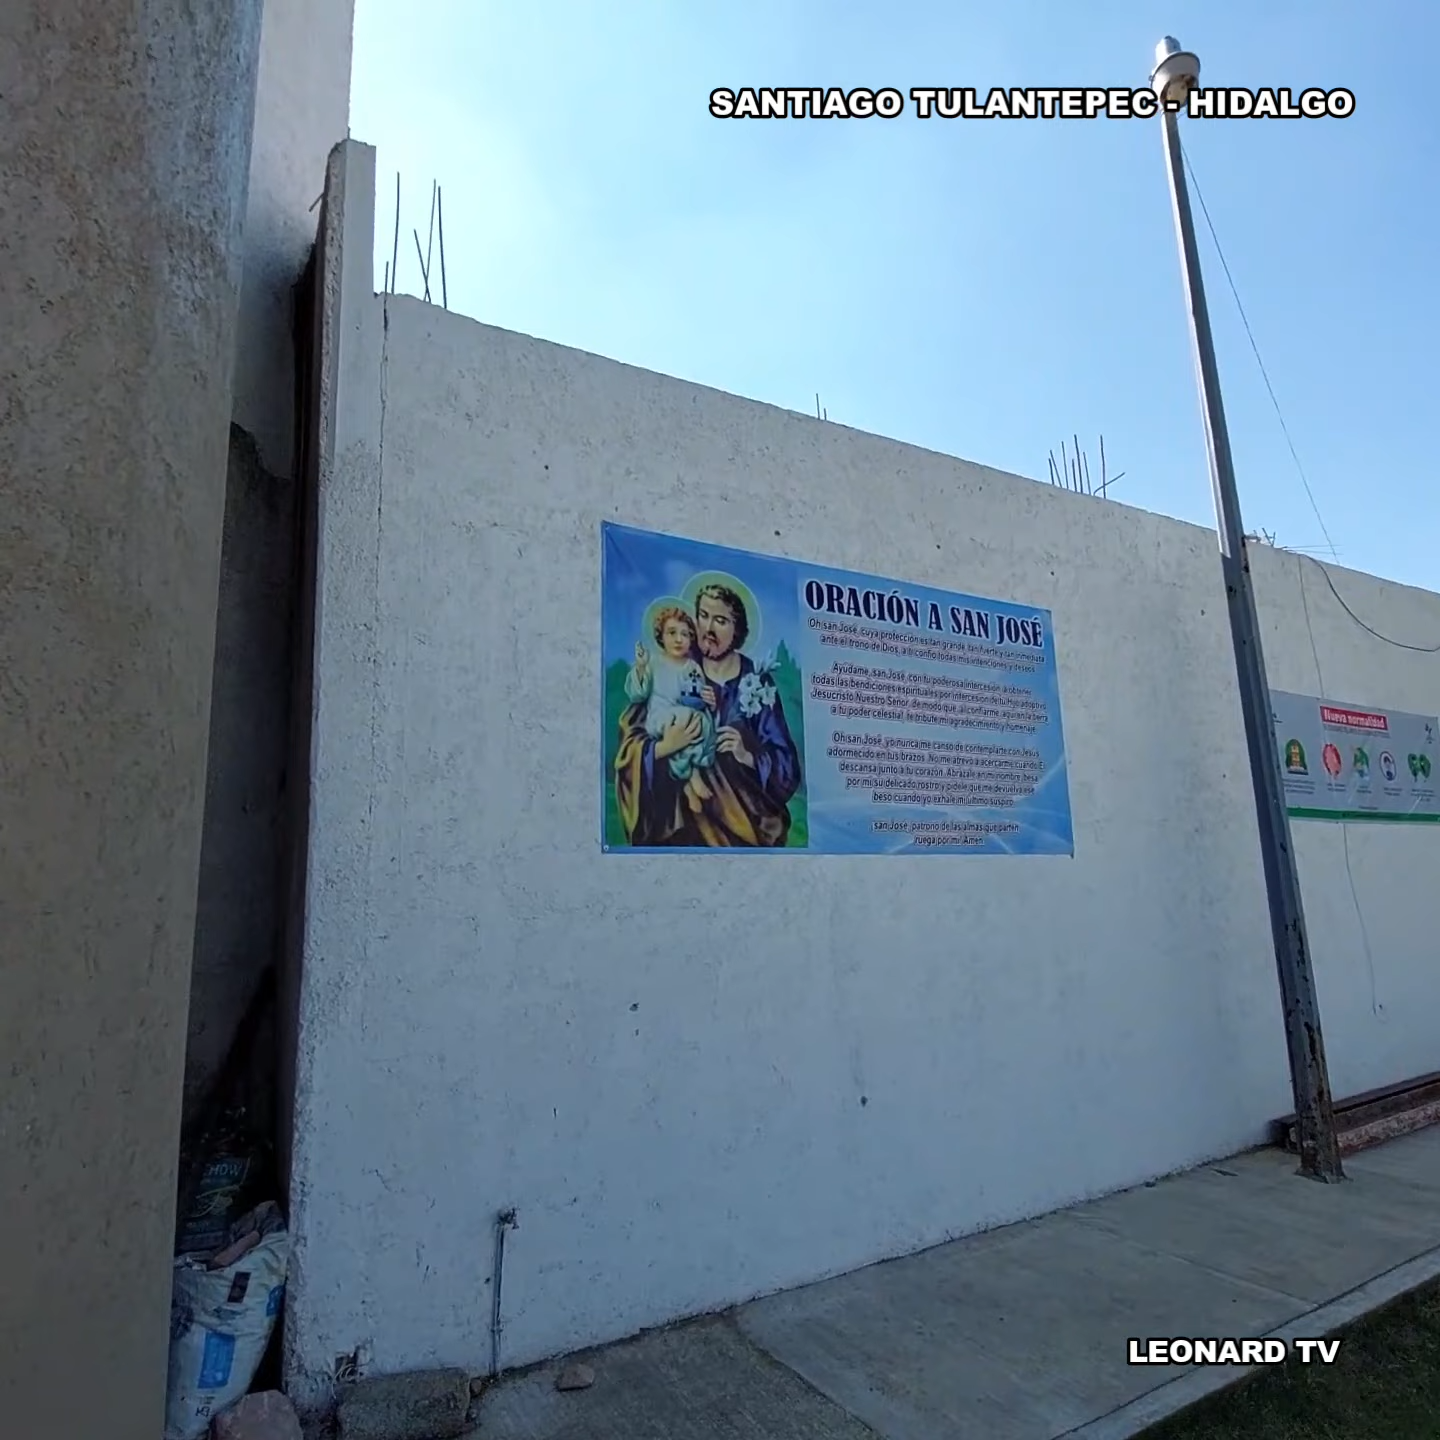 SANTIAGO TULANTEPEC - HIDALGO
ORACIÓN A SAN JOSÉ
Oh san José, cuya protección es tan grande, tan fuerte y tan inmediata
ante el trono de Dios, a ti confío todas mis intenciones y deseos.
Ayúdame, san José, con tu poderosa intercesión, a obtener
todas las bendiciones espirituales por intercesión de tu Hijo adoptivo,
Jesucristo Nuestro Señor, de modo que, al confiarme, aquí en la tierra,
a tu poder celestial, te tribute mi agradecimiento y homenaje.
Oh san José, yo nunca me canso de contemplarte con Jesús
adormecido en tus brazos. No me atrevo a acercarme cuando Él
descansa junto a tu corazón. Abrázale en mi nombre, besa
por mí su delicado rostro y pídele que me devuelva ese
beso cuando yo exhale mi último suspiro.
san José, patrono de las almas que parten,
ruega por mí. Amén
Nueva normalidad
LEONARD TV